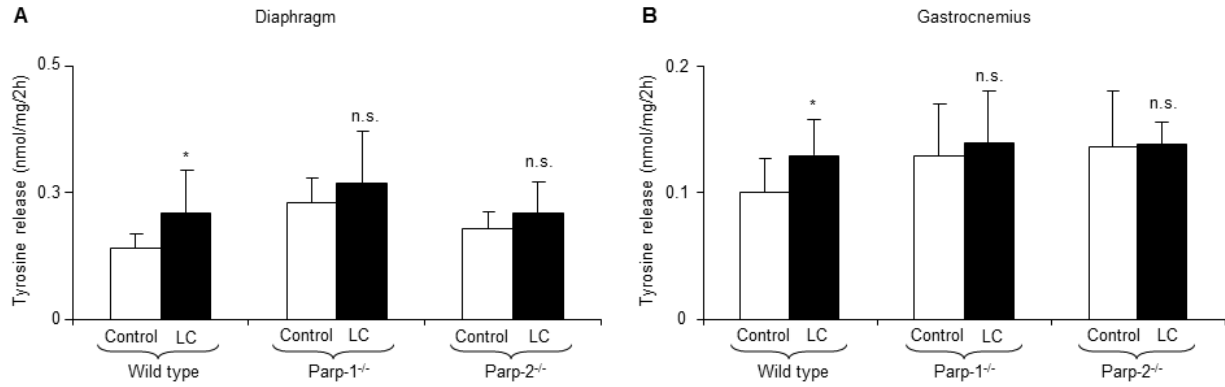 A
Diaphragm
Tyrosine release (nmol/mg/2h)
0.5
0.3
0
*
n.s.
n.s.
Control LC
Control LC
Control LC
Wild type
Parp-1-/-
Parp-2-/-
B
Gastrocnemius
Tyrosine release (nmol/mg/2h)
0.2
0.1
0
*
n.s.
n.s.
Control LC
Control LC
Control LC
Wild type
Parp-1-/-
Parp-2-/-